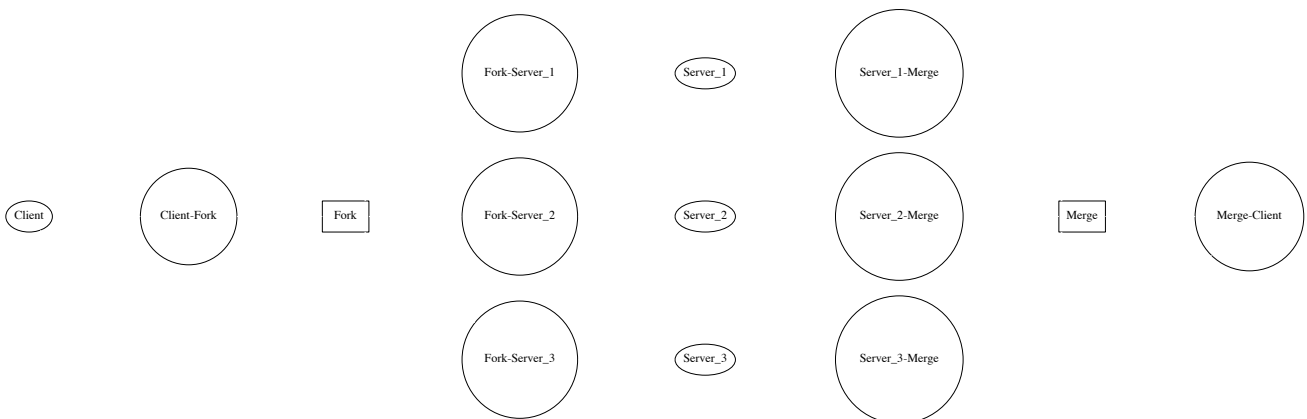 Fork-Server_1
Server_1
Server_1-Merge
Client
Client-Fork
Fork
Fork-Server_2
Server_2
Server_2-Merge
Merge
Merge-Client
Fork-Server_3
Server_3
Server_3-Merge